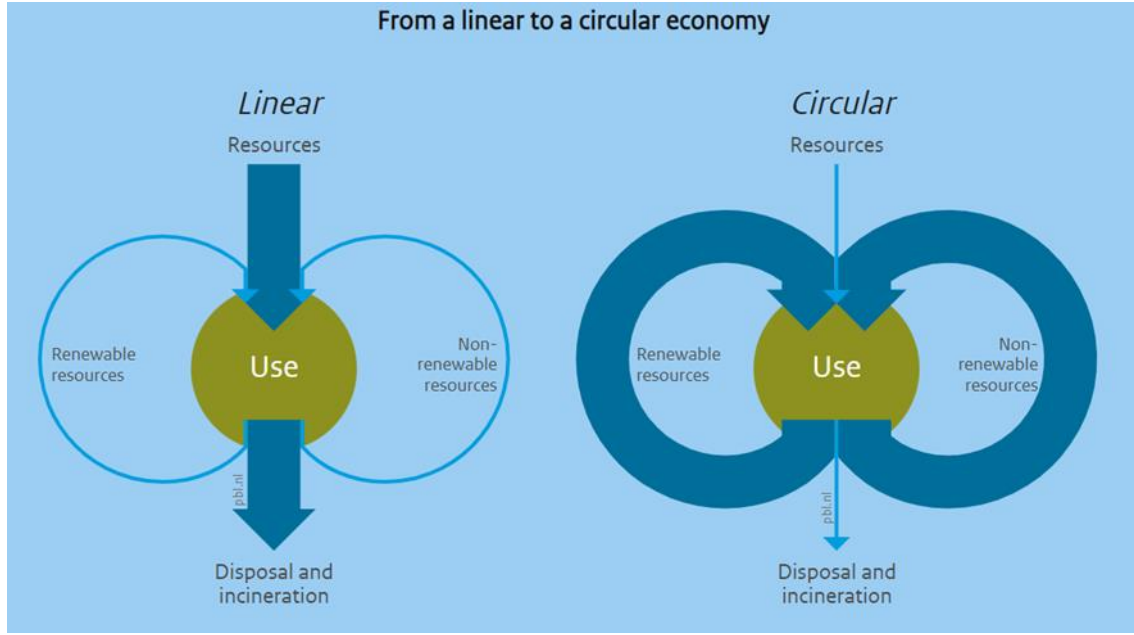 From a linear to a circular economy
Linear
Resources
Renewable
resources
Use
Non-
renewable
resources
pbl.nl
Disposal and
incineration
Circular
Resources
Renewable
resources
Use
Non-
renewable
resources
pbl.nl
Disposal and
incineration